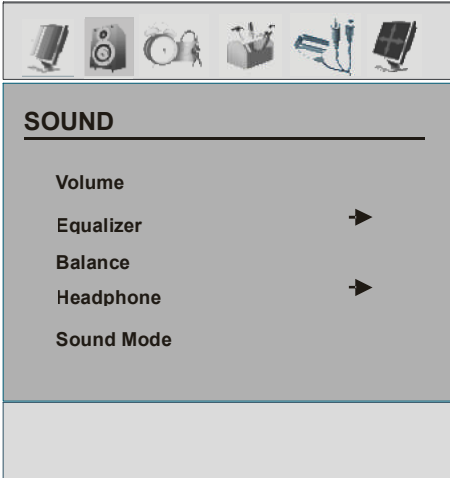 SOUND
Volume
Equalizer
Balance
Headphone
Sound Mode